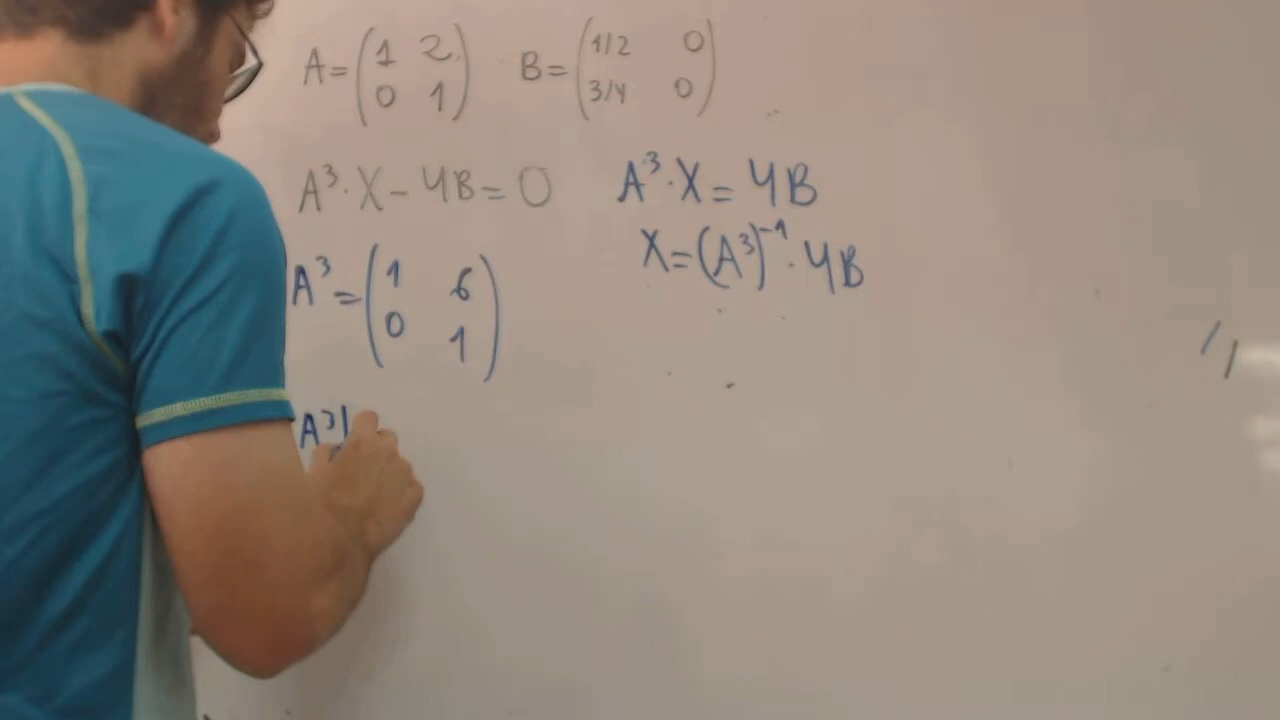 A = (1 2; 0 1) B = (1/2 0; 3/4 0)
A³·X - 4B = 0
A³·X = 4B
X = (A³)⁻¹·4B
A³ = (1 6; 0 1)
A³|